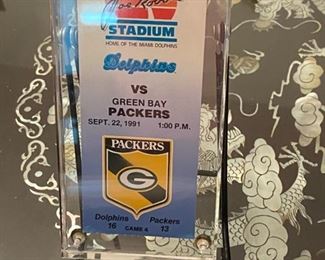 Joe Robbie
STADIUM
HOME OF THE MIAMI DOLPHINS
Dolphins
VS
GREEN BAY
PACKERS
SEPT. 22, 1991 1:00 P.M.
PACKERS
G
Dolphins Packers
16 GAME 4 13